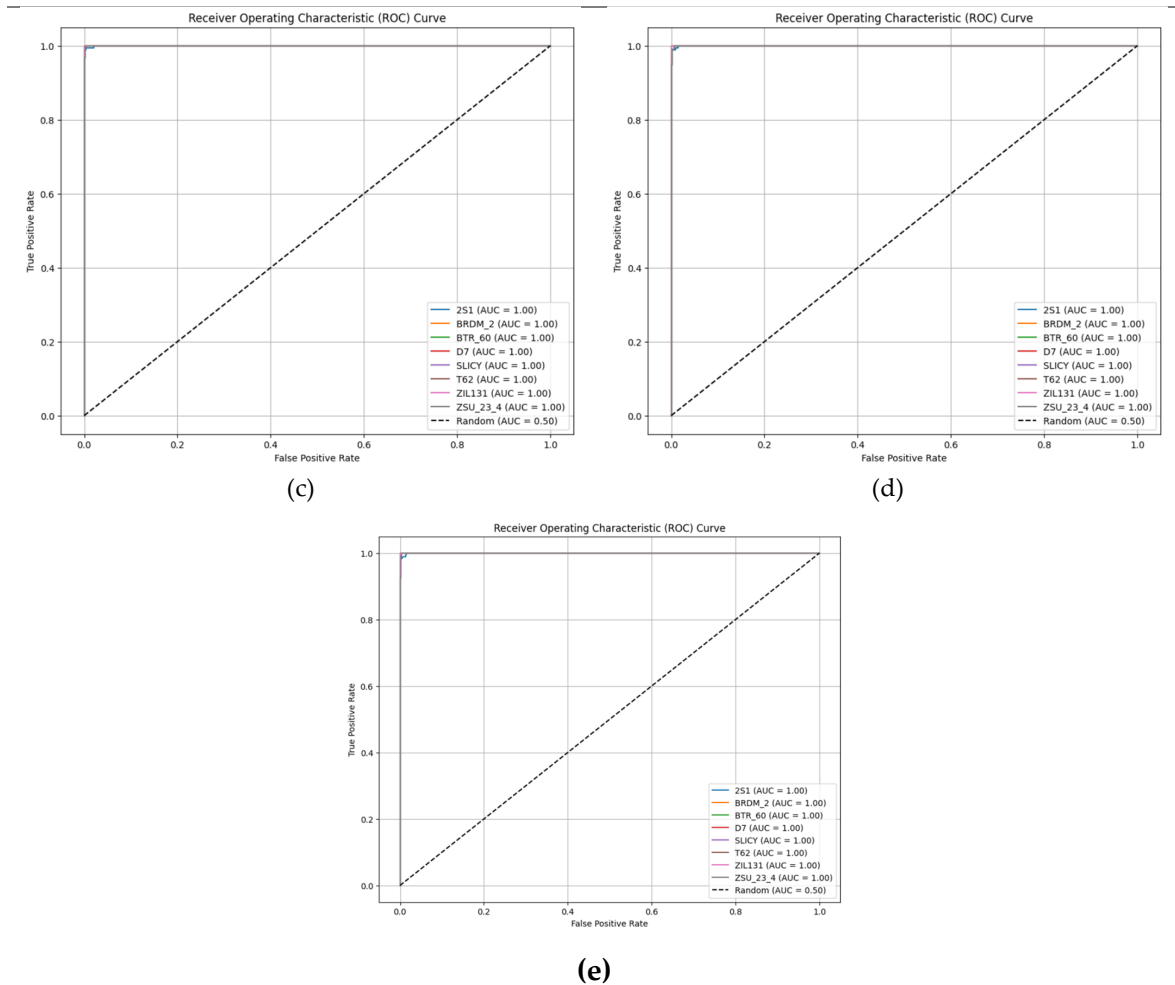 Receiver Operating Characteristic (ROC) Curve
True Positive Rate
1.0
0.8
0.6
0.4
0.2
0.0
2S1 (AUC = 1.00)
BRDM_2 (AUC = 1.00)
BTR_60 (AUC = 1.00)
D7 (AUC = 1.00)
SLICY (AUC = 1.00)
T62 (AUC = 1.00)
ZIL131 (AUC = 1.00)
ZSU_23_4 (AUC = 1.00)
Random (AUC = 0.50)
0.0 0.2 0.4 0.6 0.8 1.0
False Positive Rate
(c)
Receiver Operating Characteristic (ROC) Curve
True Positive Rate
1.0
0.8
0.6
0.4
0.2
0.0
2S1 (AUC = 1.00)
BRDM_2 (AUC = 1.00)
BTR_60 (AUC = 1.00)
D7 (AUC = 1.00)
SLICY (AUC = 1.00)
T62 (AUC = 1.00)
ZIL131 (AUC = 1.00)
ZSU_23_4 (AUC = 1.00)
Random (AUC = 0.50)
0.0 0.2 0.4 0.6 0.8 1.0
False Positive Rate
(d)
Receiver Operating Characteristic (ROC) Curve
True Positive Rate
1.0
0.8
0.6
0.4
0.2
0.0
2S1 (AUC = 1.00)
BRDM_2 (AUC = 1.00)
BTR_60 (AUC = 1.00)
D7 (AUC = 1.00)
SLICY (AUC = 1.00)
T62 (AUC = 1.00)
ZIL131 (AUC = 1.00)
ZSU_23_4 (AUC = 1.00)
Random (AUC = 0.50)
0.0 0.2 0.4 0.6 0.8 1.0
False Positive Rate
(e)